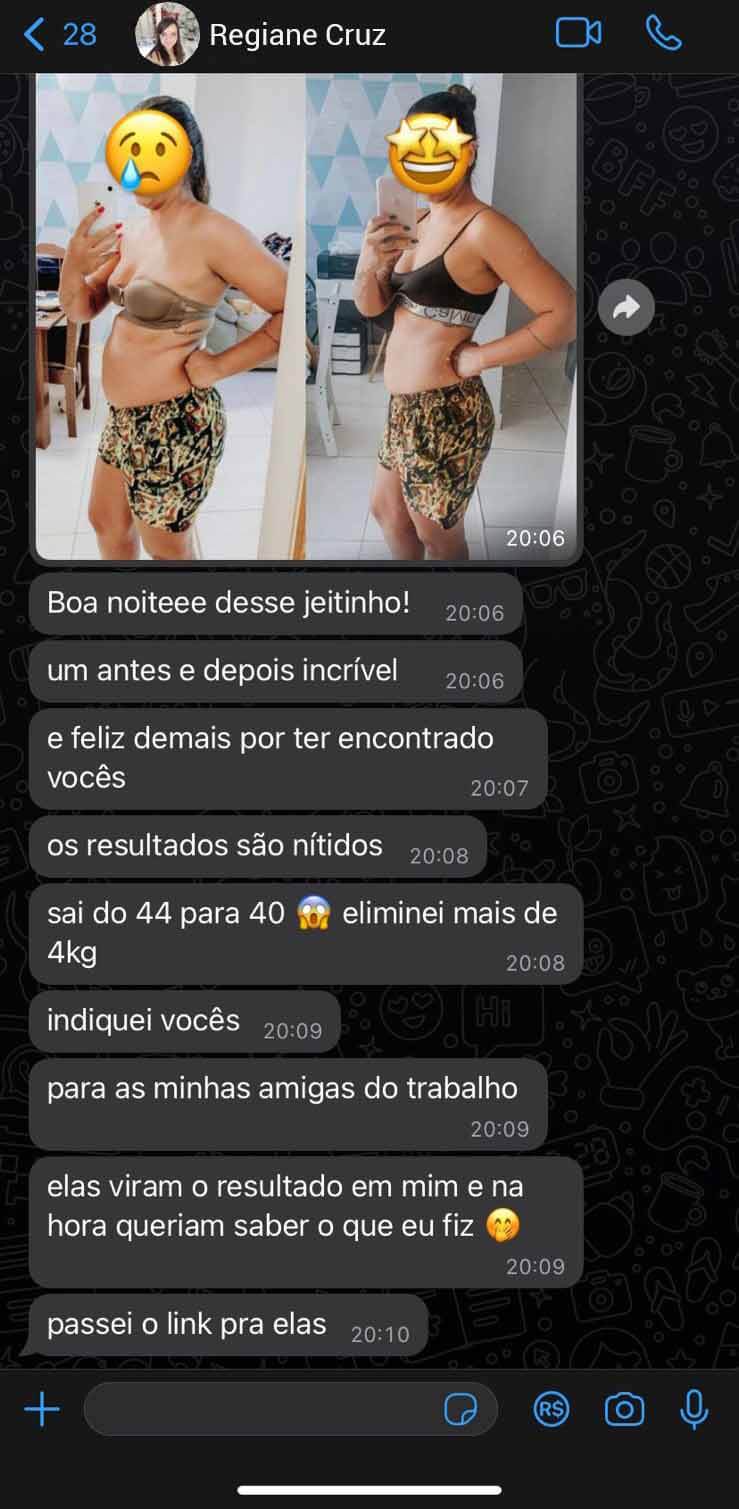 28
Regiane Cruz
20:06
Boa noiteee desse jeitinho! 20:06
um antes e depois incrível 20:06
e feliz demais por ter encontrado
vocês 20:07
os resultados são nítidos 20:08
sai do 44 para 40 😱 eliminei mais de
4kg 20:08
indiquei vocês 20:09
para as minhas amigas do trabalho
20:09
elas viram o resultado em mim e na
hora queriam saber o que eu fiz 🤭
20:09
passei o link pra elas 20:10
R$
BFF
Hi